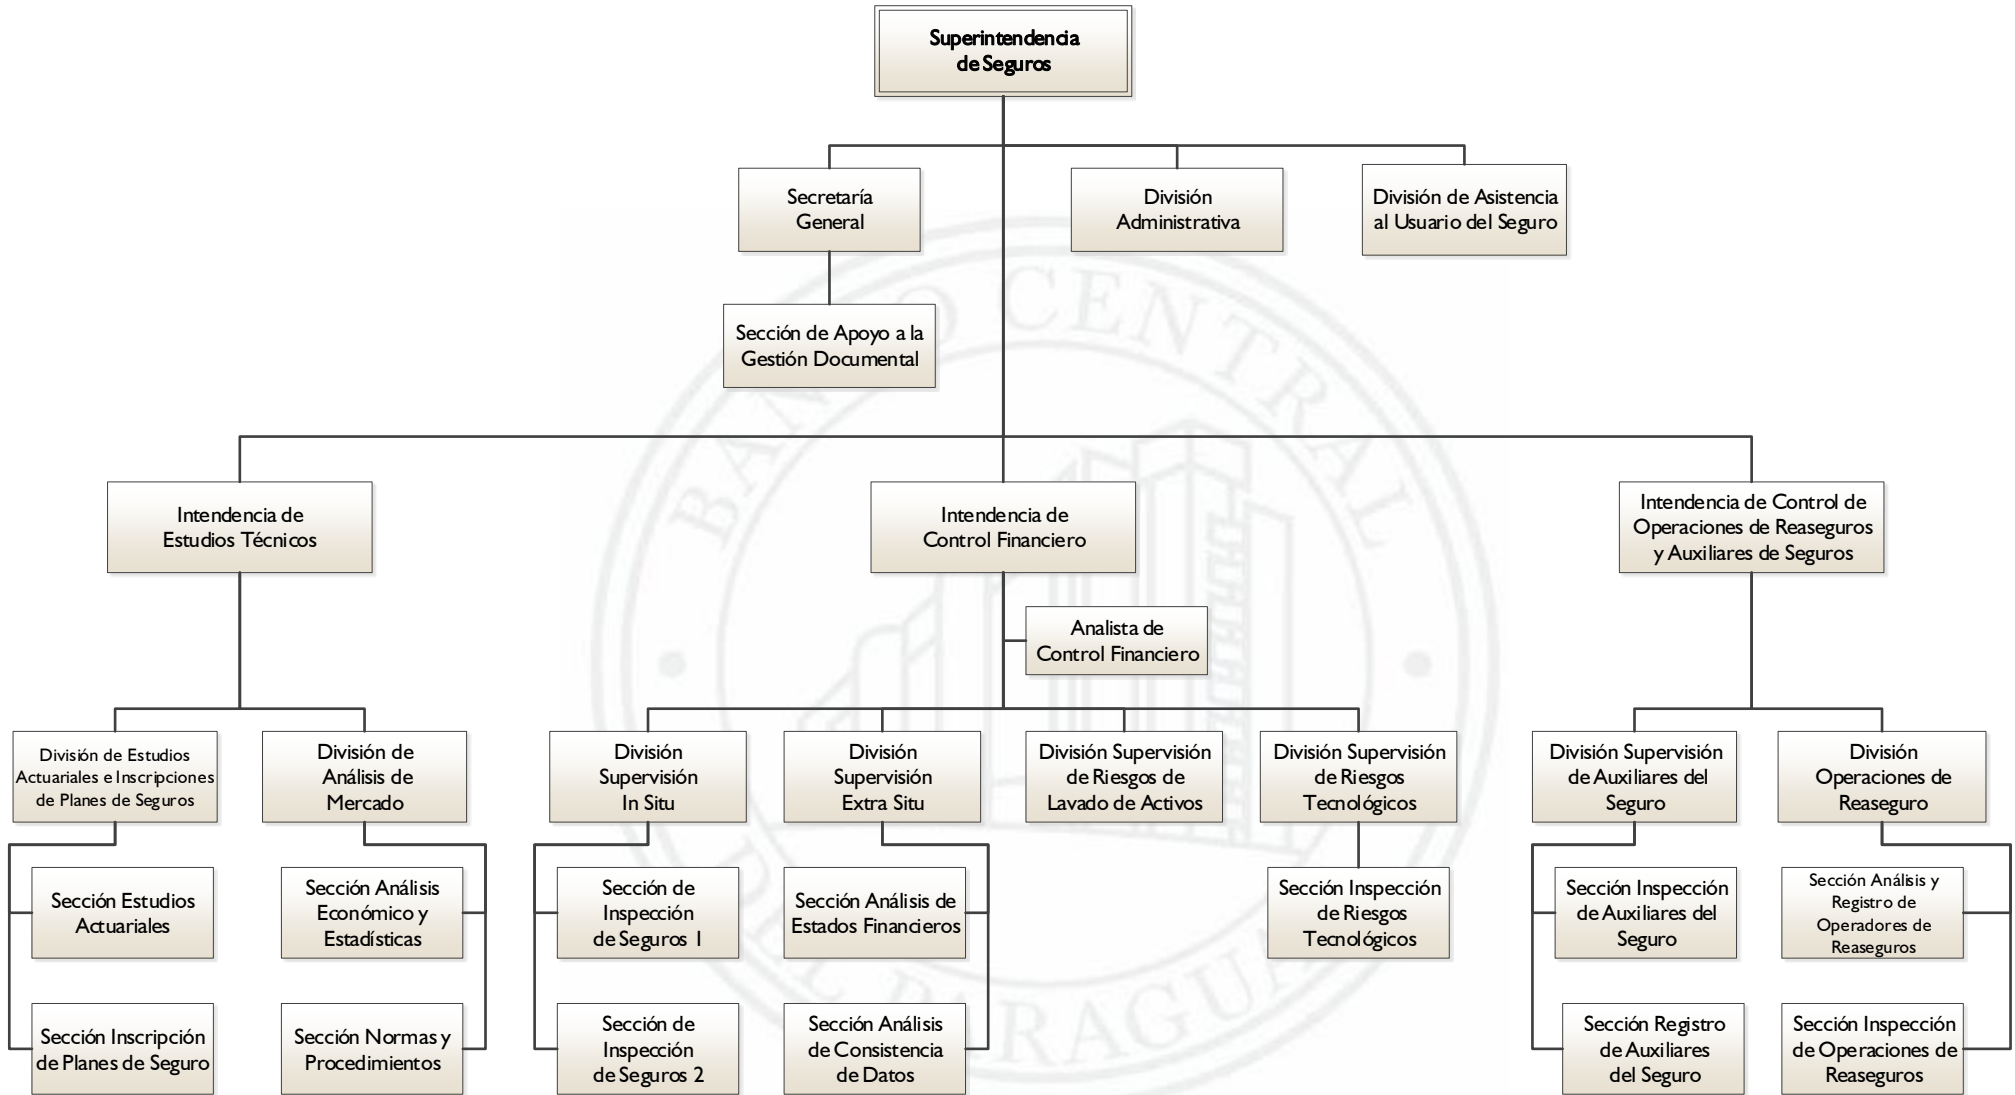 Superintendencia
de Seguros
Secretaría
General
División
Administrativa
División de Asistencia
al Usuario del Seguro
Sección de Apoyo a la
Gestión Documental
Intendencia de
Estudios Técnicos
Intendencia de
Control Financiero
Intendencia de Control de
Operaciones de Reaseguros
y Auxiliares de Seguros
Analista de
Control Financiero
División de Estudios
Actuariales e Inscripciones
de Planes de Seguros
División de
Análisis de
Mercado
División
Supervisión
In Situ
División
Supervisión
Extra Situ
División Supervisión
de Riesgos de
Lavado de Activos
División Supervisión
de Riesgos
Tecnológicos
División Supervisión
de Auxiliares del
Seguro
División
Operaciones de
Reaseguro
Sección Estudios
Actuariales
Sección Análisis
Económico y
Estadísticas
Sección de
Inspección
de Seguros 1
Sección Análisis de
Estados Financieros
Sección Inspección
de Riesgos
Tecnológicos
Sección Inspección
de Auxiliares del
Seguro
Sección Análisis y
Registro de
Operadores de
Reaseguros
Sección Inscripción
de Planes de Seguro
Sección Normas y
Procedimientos
Sección de
Inspección
de Seguros 2
Sección Análisis
de Consistencia
de Datos
Sección Registro
de Auxiliares
del Seguro
Sección Inspección
de Operaciones de
Reaseguros
BANCO CENTRAL
DEL PARAGUAY